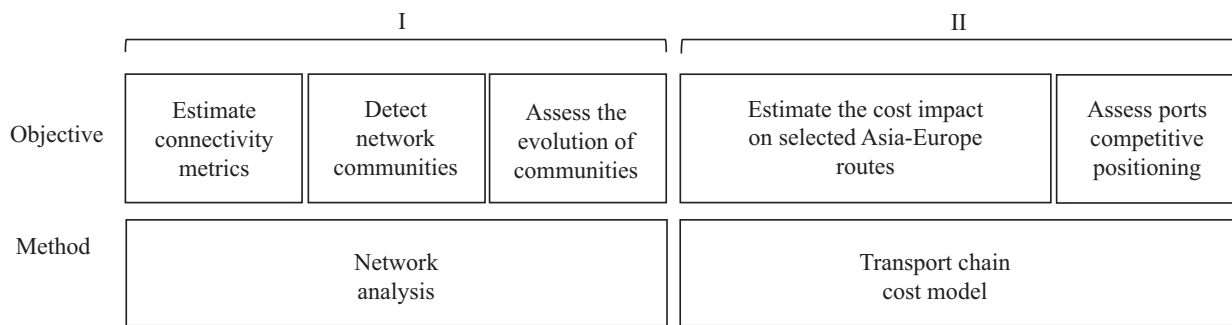 I
II
Objective
Estimate
connectivity
metrics
Detect
network
communities
Assess the
evolution of
communities
Estimate the cost impact
on selected Asia-Europe
routes
Assess ports
competitive
positioning
Method
Network
analysis
Transport chain
cost model